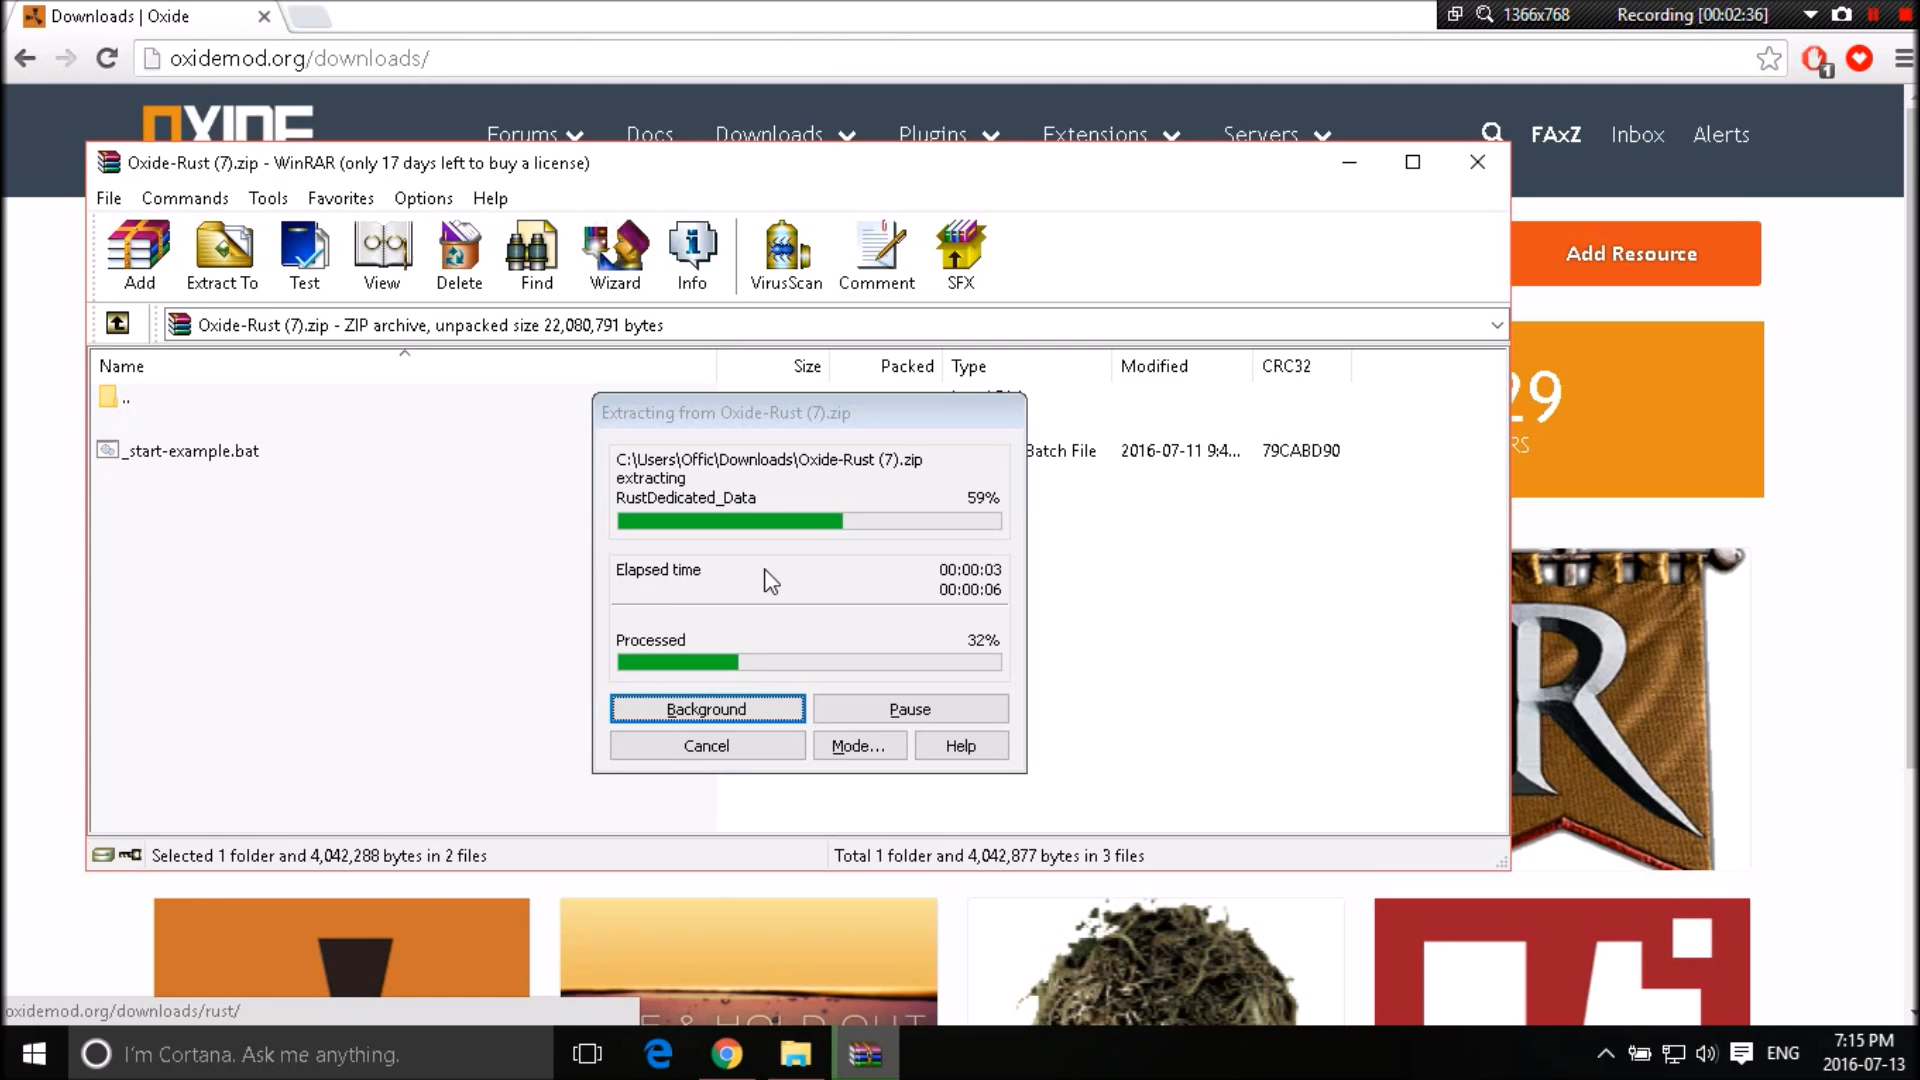 Downloads | Oxide
1366x768
Recording [00:02:36]
oxidemod.org/downloads/
1
OXIDE
Forums
Docs
Downloads
Plugins
Extensions
Servers
FAxZ
Inbox
Alerts
Oxide-Rust (7).zip - WinRAR (only 17 days left to buy a license)
File
Commands
Tools
Favorites
Options
Help
Add
Extract To
Test
View
Delete
Find
Wizard
Info
VirusScan
Comment
SFX
Add Resource
Oxide-Rust (7).zip - ZIP archive, unpacked size 22,080,791 bytes
Name
Size
Packed
Type
Modified
CRC32
..
29
RS
_start-example.bat
Batch File
2016-07-11 9:4...
79CABD90
Extracting from Oxide-Rust (7).zip
C:\Users\Offic\Downloads\Oxide-Rust (7).zip
extracting
RustDedicated_Data
59%
Elapsed time
00:00:03
00:00:06
Processed
32%
Background
Pause
Cancel
Mode...
Help
R
Selected 1 folder and 4,042,288 bytes in 2 files
Total 1 folder and 4,042,877 bytes in 3 files
E & HOLD OUT
oxidemod.org/downloads/rust/
I'm Cortana. Ask me anything.
ENG
7:15 PM
2016-07-13